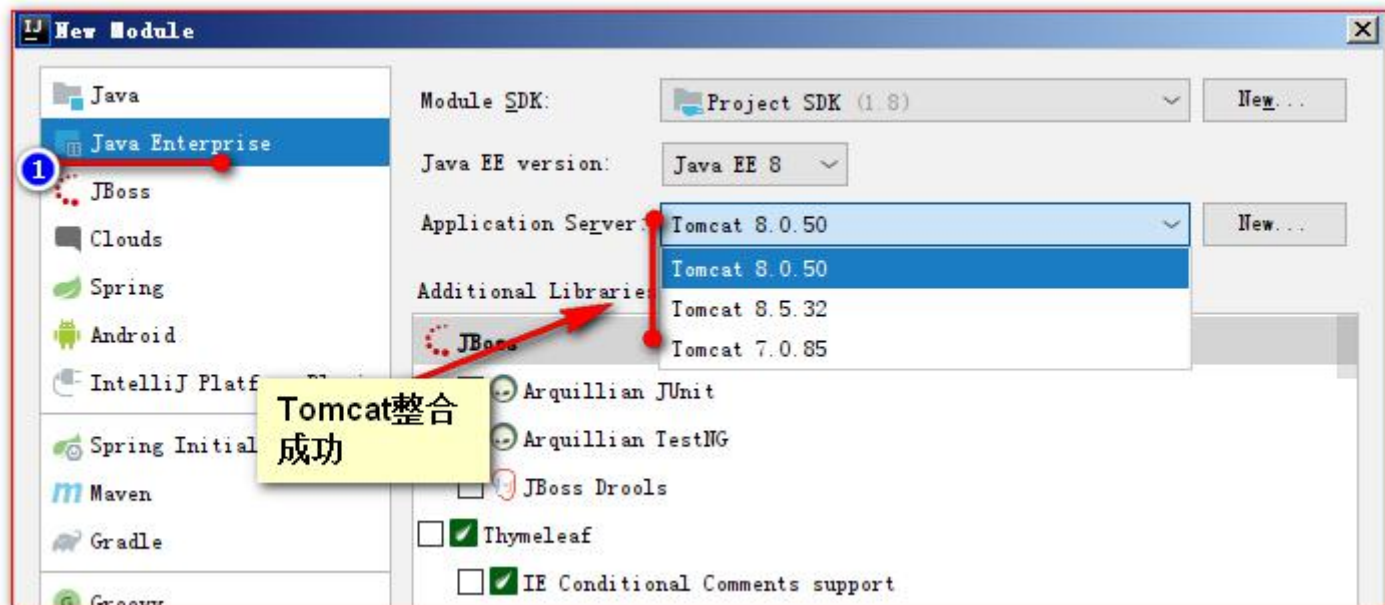 New Module
Java
Java Enterprise
1
JBoss
Clouds
Spring
Android
IntelliJ Platf
Spring Initial
Maven
Gradle
Groovy
Module SDK:
Project SDK (1.8)
New...
Java EE version:
Java EE 8
Application Server:
Tomcat 8.0.50
New...
Tomcat 8.0.50
Tomcat 8.5.32
Tomcat 7.0.85
Additional Libraries
JBoss
Arquillian JUnit
Arquillian TestNG
JBoss Drools
Thymeleaf
IE Conditional Comments support
Tomcat整合
成功